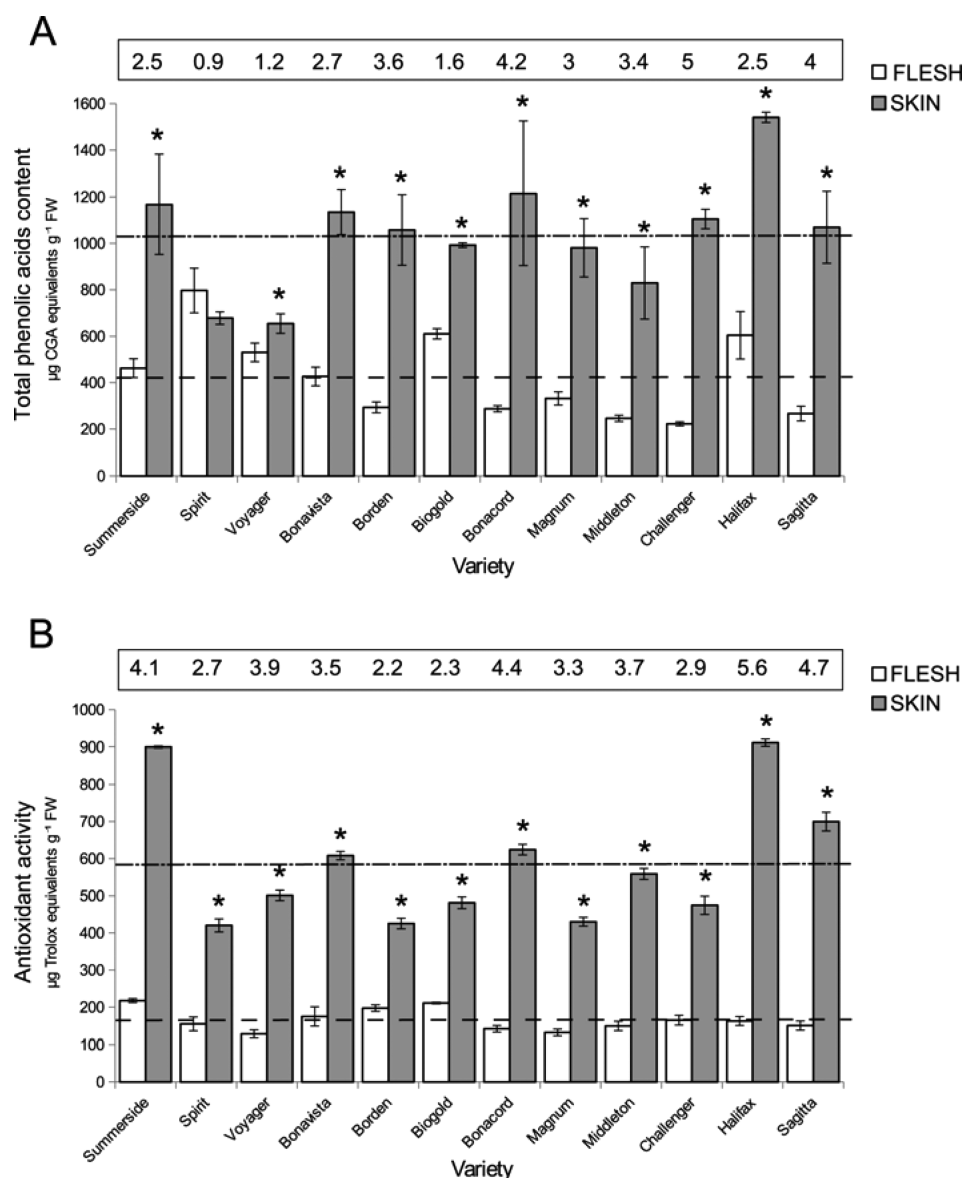 A
2.5 0.9 1.2 2.7 3.6 1.6 4.2 3 3.4 5 2.5 4
FLESH
SKIN
1600
1400
1200
1000
800
600
400
200
0
* * * * * * * * * * *
Total phenolic acids content
µg CGA equivalents g⁻¹ FW
Summerside Spirit Voyager Bonavista Borden Biogold Bonacord Magnum Middleton Challenger Halifax Sagitta
Variety
B
4.1 2.7 3.9 3.5 2.2 2.3 4.4 3.3 3.7 2.9 5.6 4.7
FLESH
SKIN
1000
900
800
700
600
500
400
300
200
100
0
* * * * * * * * * * * *
Antioxidant activity
µg Trolox equivalents g⁻¹ FW
Summerside Spirit Voyager Bonavista Borden Biogold Bonacord Magnum Middleton Challenger Halifax Sagitta
Variety